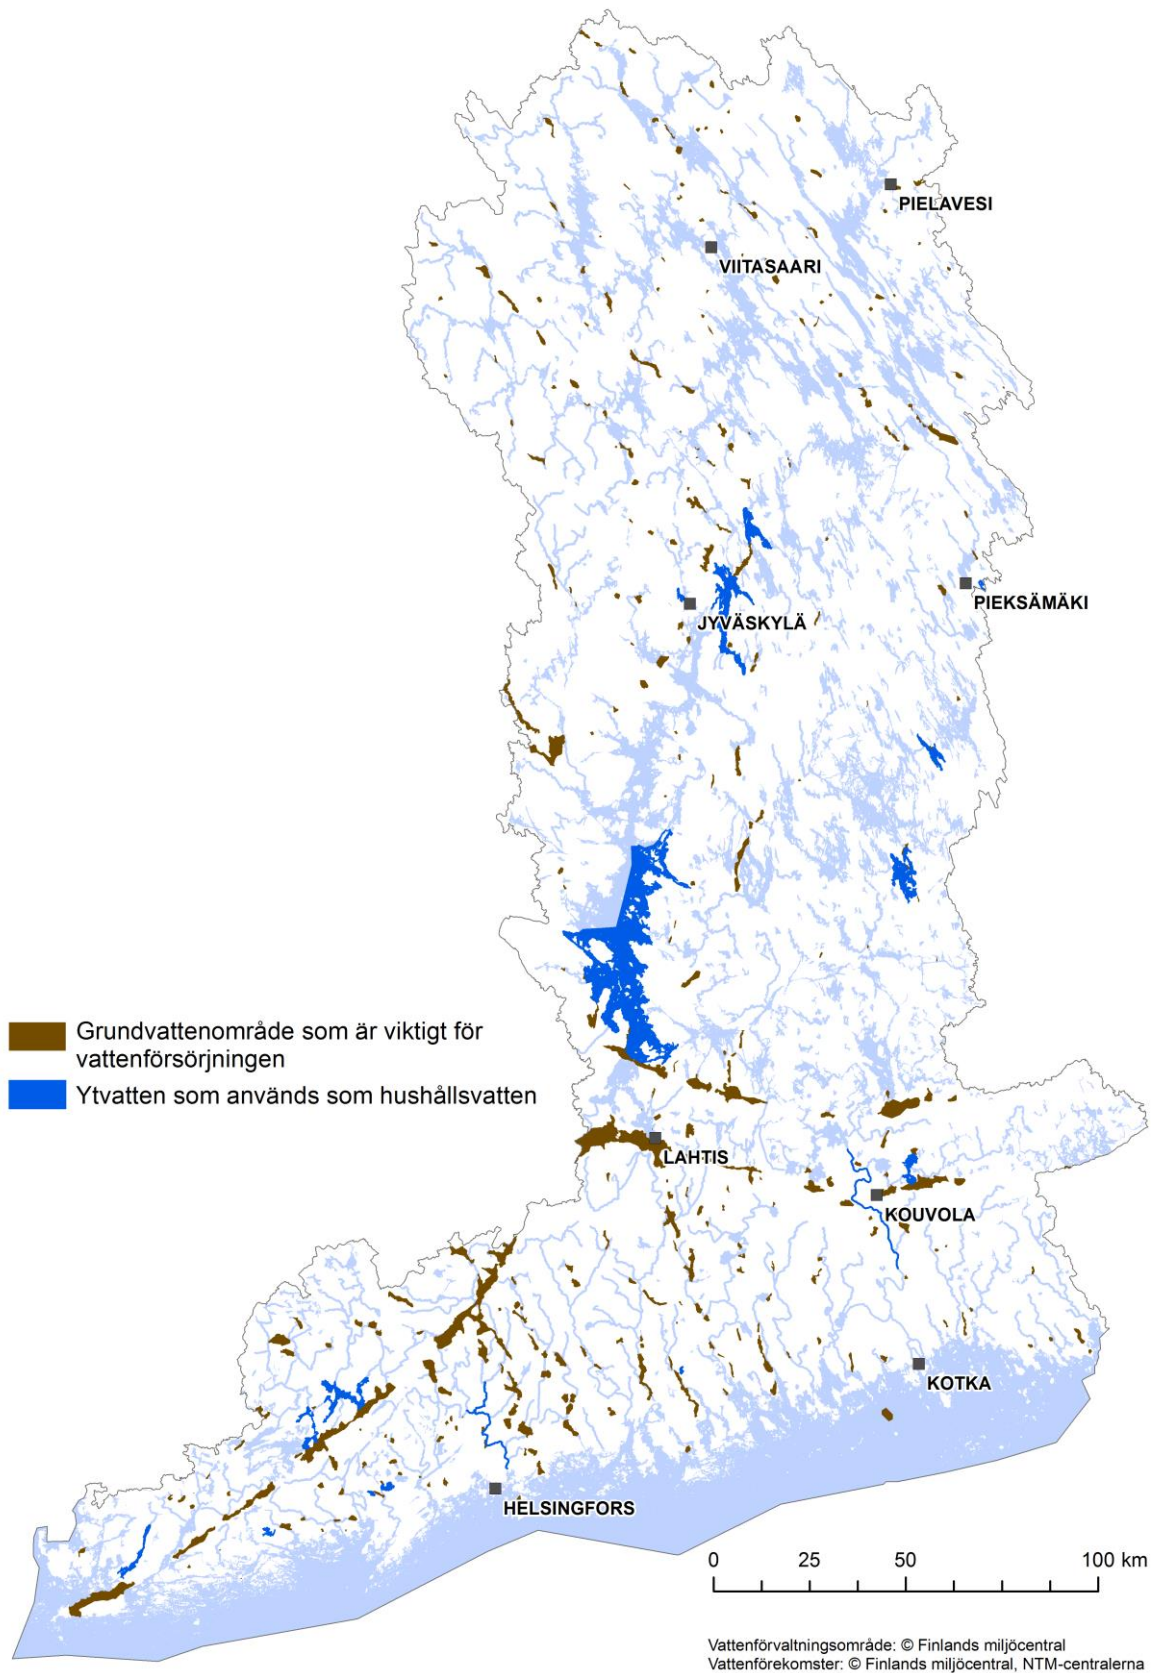 PIELAVESI
VIITASAARI
PIEKSÄMÄKI
JYVÄSKYLÄ
Grundvattenområde som är viktigt för
vattenförsörjningen
Ytvatten som används som hushållsvatten
LAHTIS
KOUVOLA
KOTKA
HELSINGFORS
0 25 50 100 km
Vattenförvaltningsområde: © Finlands miljöcentral
Vattenförekomster: © Finlands miljöcentral, NTM-centralerna